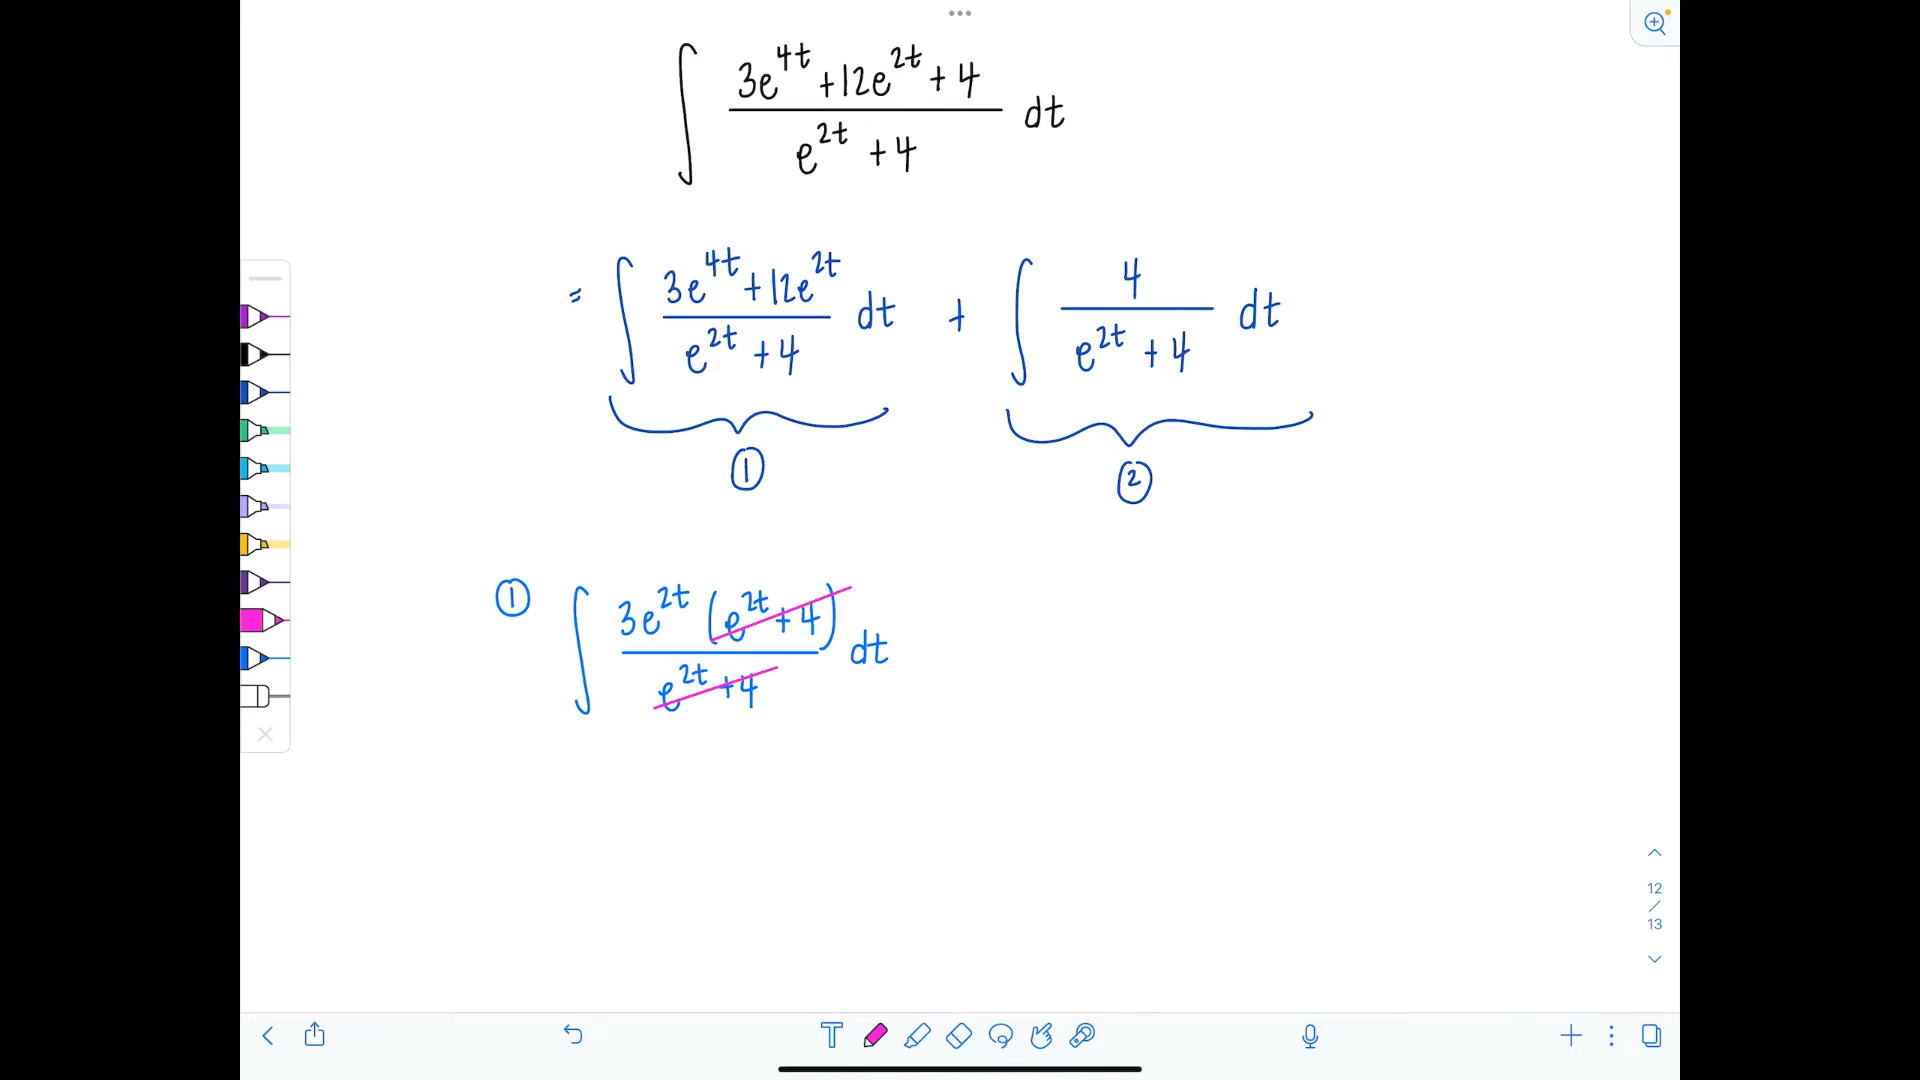 ∫ (3e^{4t} + 12e^{2t} + 4)/(e^{2t} + 4) dt
= ∫ (3e^{4t} + 12e^{2t})/(e^{2t} + 4) dt + ∫ 4/(e^{2t} + 4) dt
① ②
① ∫ (3e^{2t} (e^{2t} + 4))/(e^{2t} + 4) dt
12
/
13
T